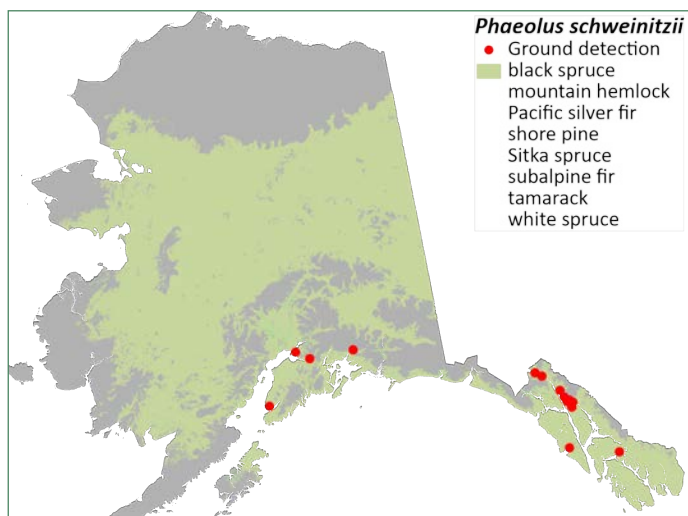 Phaeolus schweinitzii
Ground detection
black spruce
mountain hemlock
Pacific silver fir
shore pine
Sitka spruce
subalpine fir
tamarack
white spruce